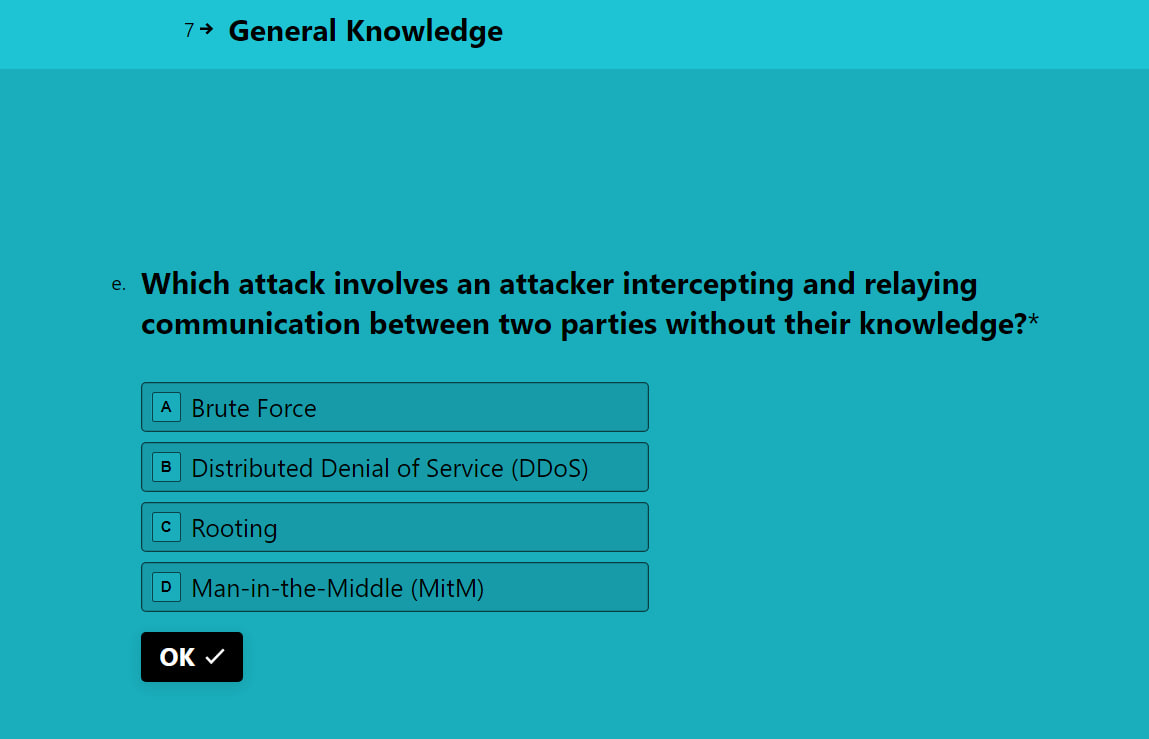 7→ General Knowledge
e. Which attack involves an attacker intercepting and relaying
communication between two parties without their knowledge?*
A Brute Force
B Distributed Denial of Service (DDoS)
C Rooting
D Man-in-the-Middle (MitM)
OK ✓